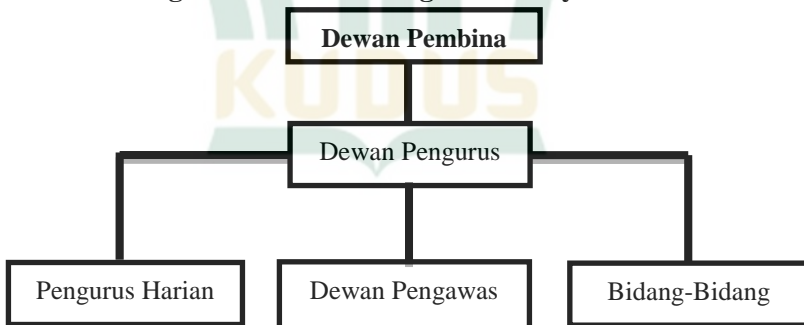 Dewan Pembina
KUDUS
Dewan Pengurus
Pengurus Harian
Dewan Pengawas
Bidang-Bidang